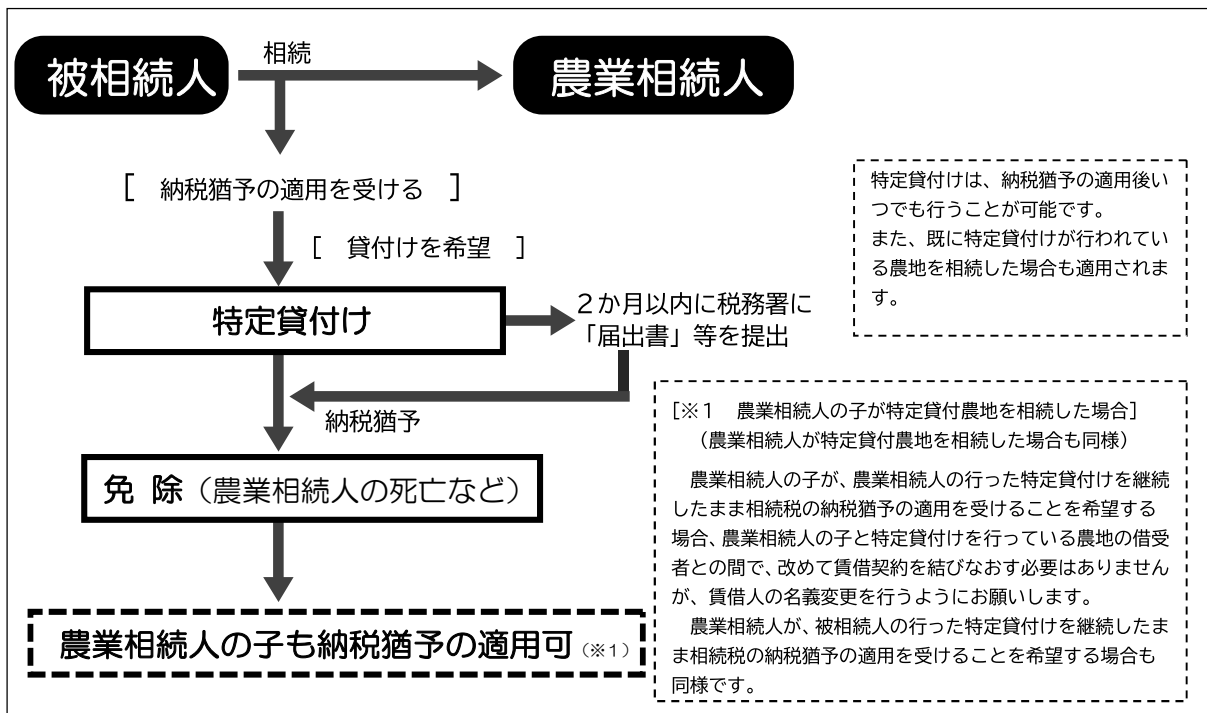 被相続人
相続
農業相続人
[ 納税猶予の適用を受ける ]
[ 貸付けを希望 ]
特定貸付け
2か月以内に税務署に
「届出書」等を提出
納税猶予
免 除（農業相続人の死亡など）
農業相続人の子も納税猶予の適用可（※1）
特定貸付けは、納税猶予の適用後い
つでも行うことが可能です。
また、既に特定貸付けが行われてい
る農地を相続した場合も適用されま
す。
[※1 農業相続人の子が特定貸付農地を相続した場合]
（農業相続人が特定貸付農地を相続した場合も同様）
農業相続人の子が、農業相続人の行った特定貸付けを継続
したまま相続税の納税猶予の適用を受けることを希望する
場合、農業相続人の子と特定貸付けを行っている農地の借受
者との間で、改めて賃借契約を結びなおす必要はありません
が、賃借人の名義変更を行うようにお願いします。
農業相続人が、被相続人の行った特定貸付けを継続したま
ま相続税の納税猶予の適用を受けることを希望する場合も
同様です。